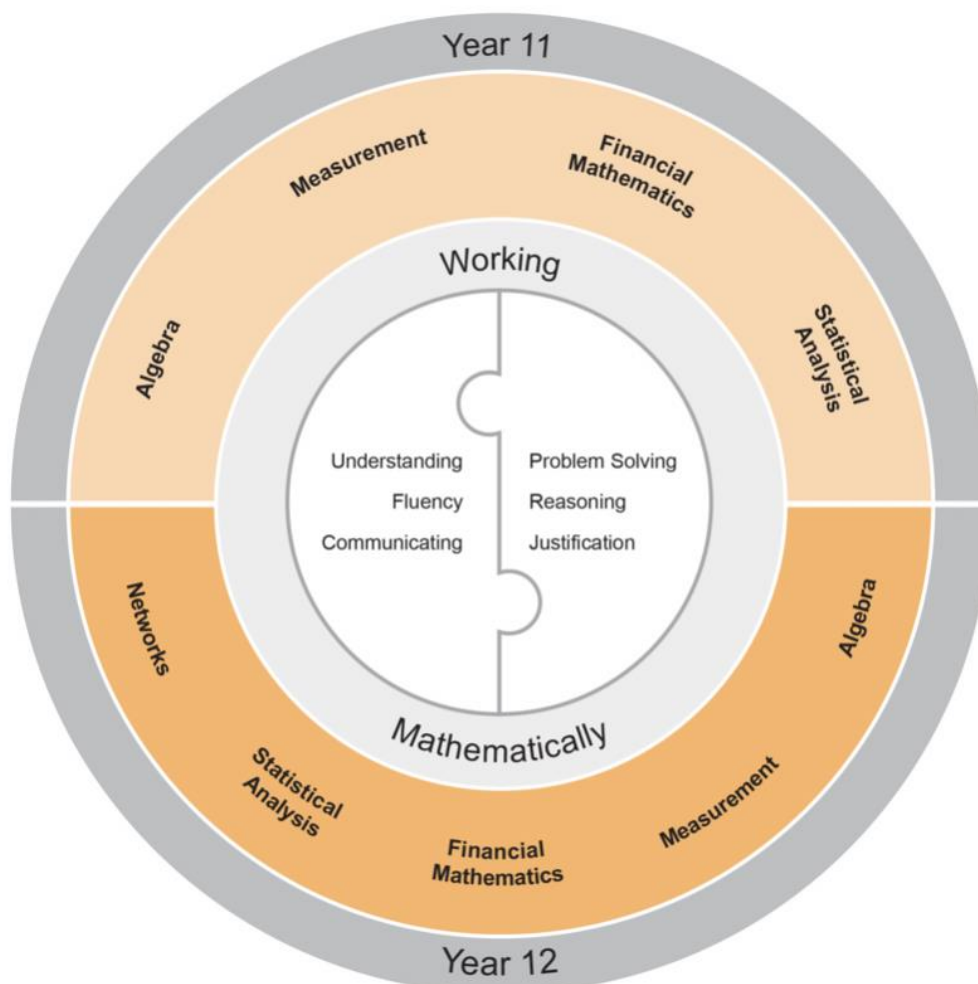 Year 11
Measurement
Financial
Mathematics
Algebra
Statistical
Analysis
Working
Understanding
Fluency
Communicating
Problem Solving
Reasoning
Justification
Mathematically
Networks
Statistical
Analysis
Financial
Mathematics
Measurement
Algebra
Year 12